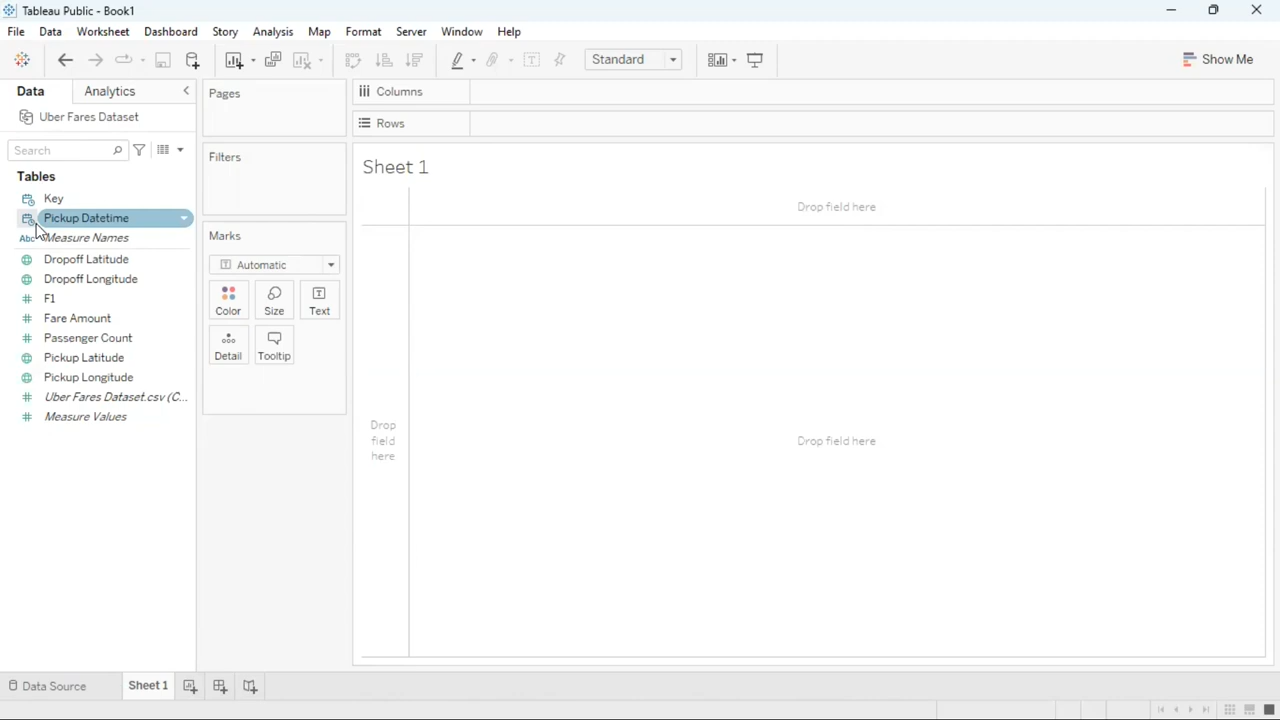 Tableau Public - Book1
File Data Worksheet Dashboard Story Analysis Map Format Server Window Help
Standard
Show Me
Data Analytics
Pages
Columns
Uber Fares Dataset
Rows
Search
Filters
Sheet 1
Tables
Key
Pickup Datetime
Drop field here
Abc Measure Names
Marks
Dropoff Latitude
Automatic
Dropoff Longitude
F1
Color Size Text
Fare Amount
Passenger Count
Detail Tooltip
Pickup Latitude
Pickup Longitude
Uber Fares Dataset.csv (C...
Measure Values
Drop
field
here
Drop field here
Data Source Sheet 1